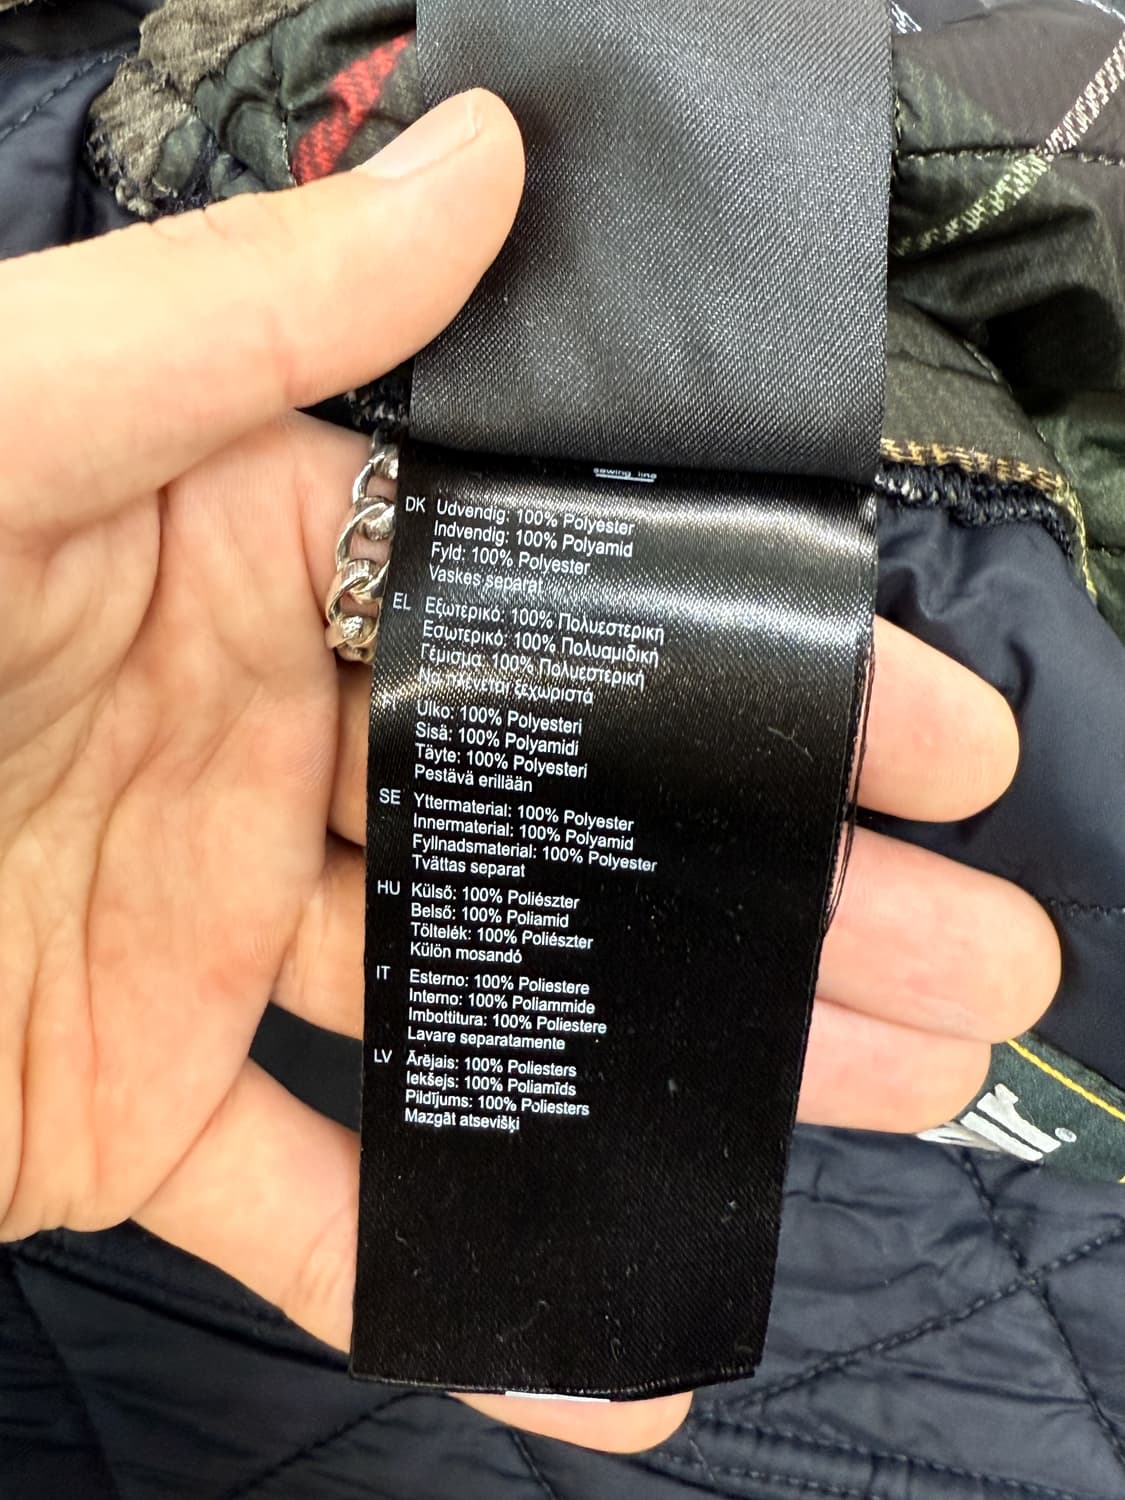 sewing line
DK Udvendig: 100% Polyester
Indvendig: 100% Polyamid
Fyld: 100% Polyester
Vaskes separat
EL Εξωτερικό: 100% Πολυεστερική
Εσωτερικό: 100% Πολυαμιδική
Γέμισμα: 100% Πολυεστερική
Να πλένεται ξεχωριστά
Ulko: 100% Polyesteri
Sisä: 100% Polyamidi
Täyte: 100% Polyesteri
Pestävä erillään
SE Yttermaterial: 100% Polyester
Innermaterial: 100% Polyamid
Fyllnadsmaterial: 100% Polyester
Tvättas separat
HU Külső: 100% Poliészter
Belső: 100% Poliamid
Töltelék: 100% Poliészter
Külön mosandó
IT Esterno: 100% Poliestere
Interno: 100% Poliammide
Imbottitura: 100% Poliestere
Lavare separatamente
LV Ārējais: 100% Poliesters
Iekšejs: 100% Poliamīds
Pildījums: 100% Poliesters
Mazgāt atsevišķi